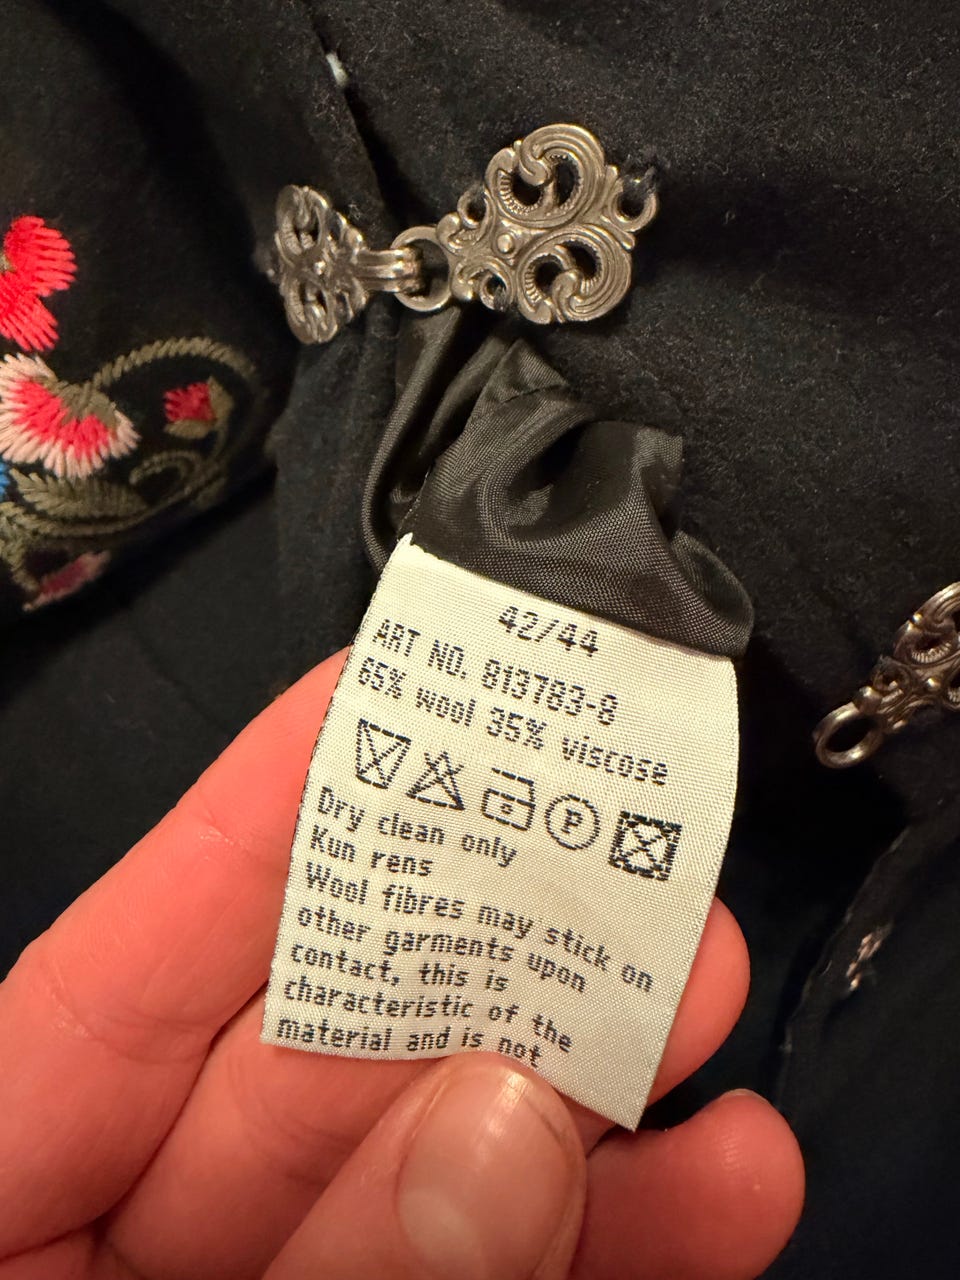 42/44
ART NO. 813783-8
65% wool 35% viscose
P
Dry clean only
Kun rens
Wool fibres may stick on
other garments upon
contact, this is
characteristic of the
material and is not